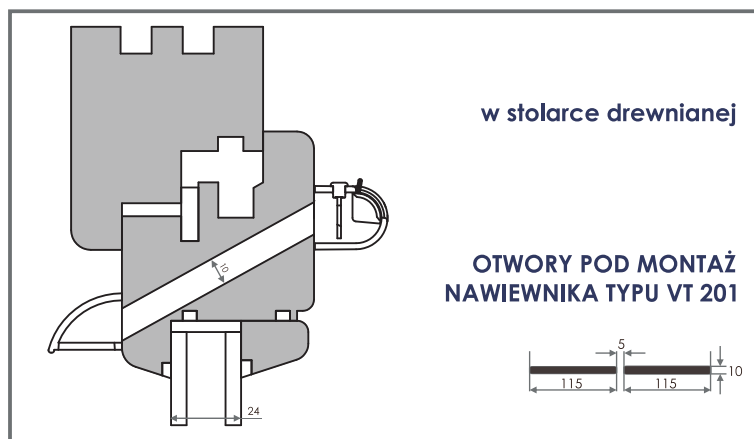 w stolarce drewnianej
10
OTWORY POD MONTAŻ
NAWIEWNIKA TYPU VT 201
5
10
115 115
24